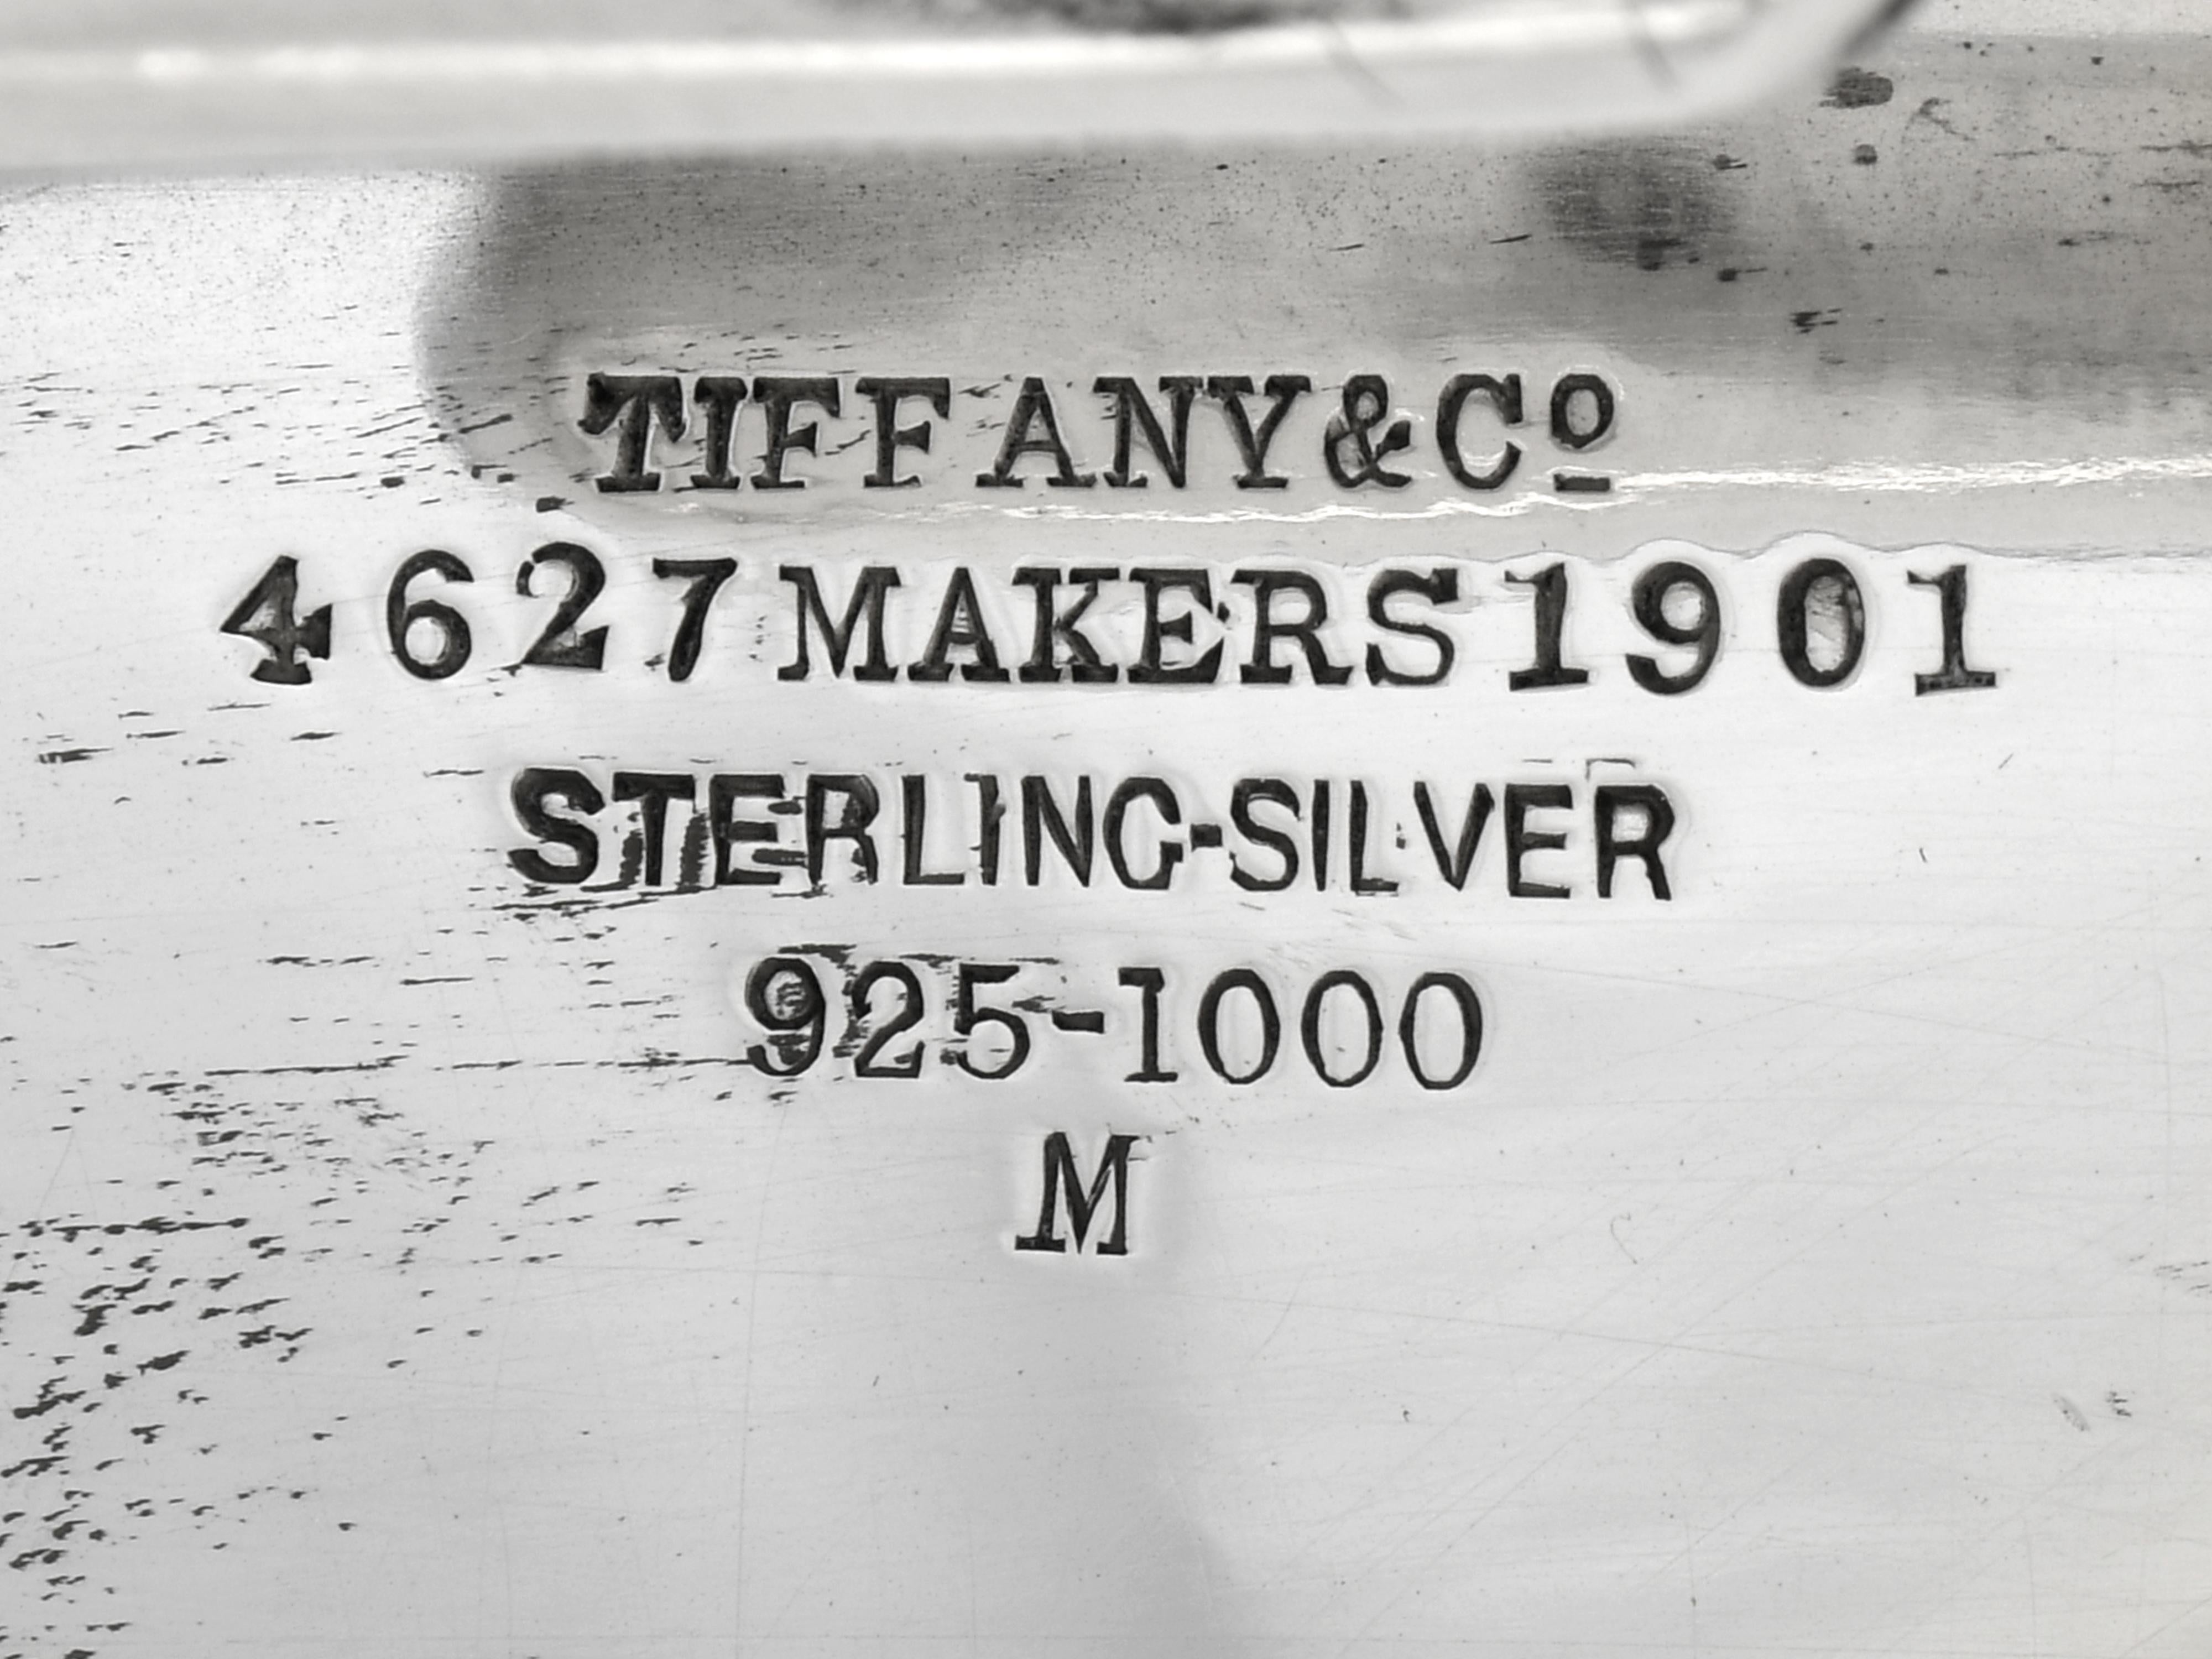 TIFFANY & Cº
4627 MAKERS 1901
STERLING-SILVER
925-1000
M